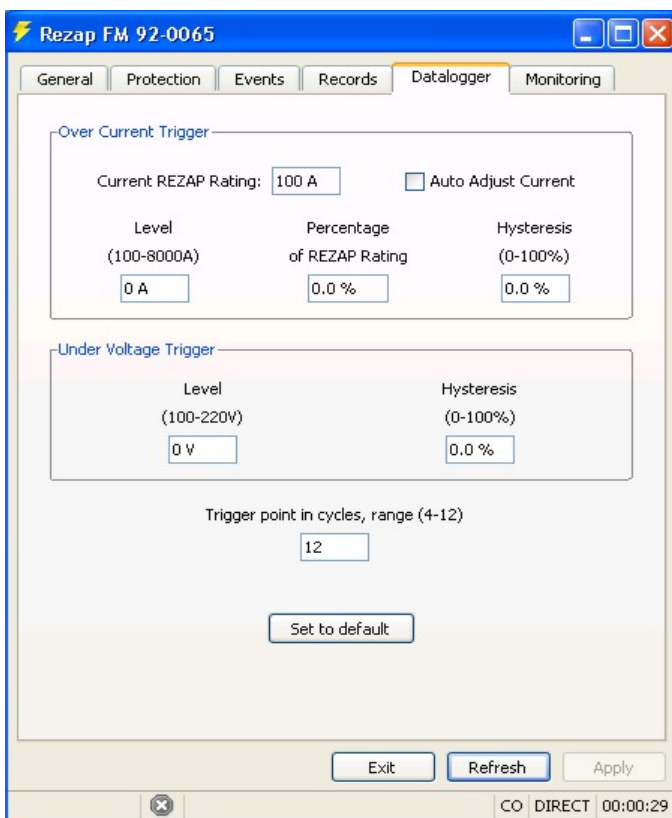 Rezap FM 92-0065
General Protection Events Records Datalogger Monitoring
Over Current Trigger
Current REZAP Rating: 100 A Auto Adjust Current
Level Percentage Hysteresis
(100-8000A) of REZAP Rating (0-100%)
0 A 0.0 % 0.0 %
Under Voltage Trigger
Level Hysteresis
(100-220V) (0-100%)
0 V 0.0 %
Trigger point in cycles, range (4-12)
12
Set to default
Exit Refresh Apply
CO DIRECT 00:00:29